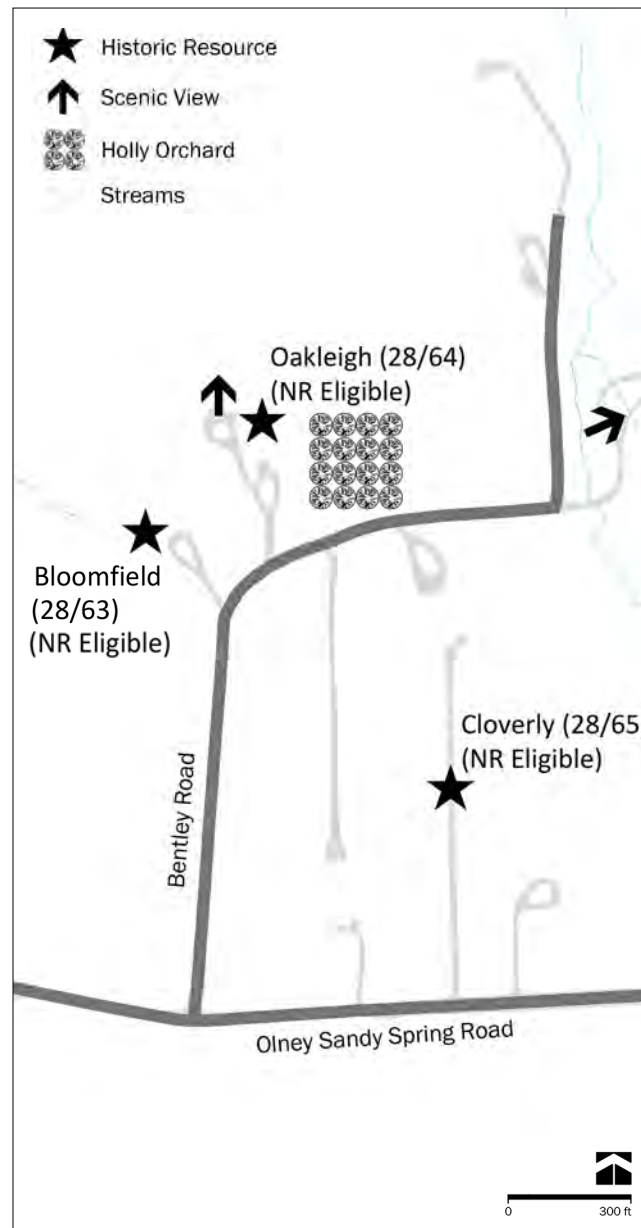 Historic Resource
Scenic View
Holly Orchard
Streams
Oakleigh (28/64)
(NR Eligible)
Bloomfield
(28/63)
(NR Eligible)
Cloverly (28/65
(NR Eligible)
Bentley Road
Olney Sandy Spring Road
0 300 ft